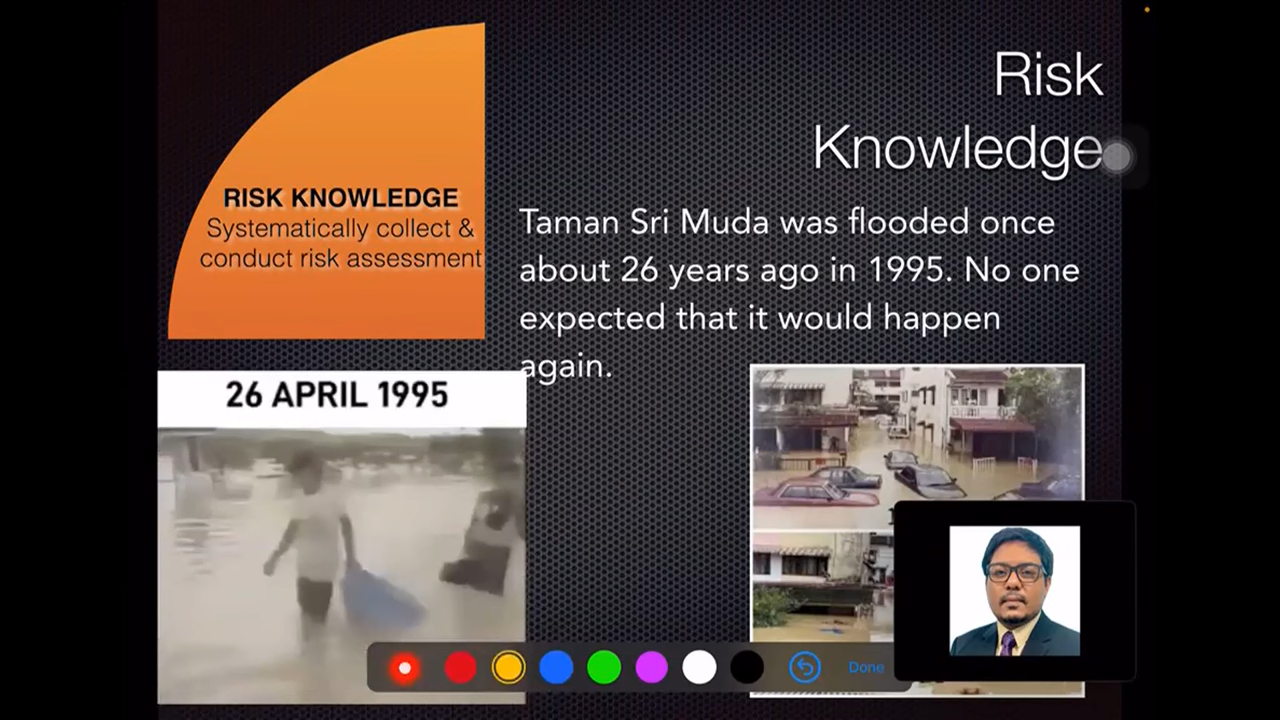 Risk
Knowledge
RISK KNOWLEDGE
Systematically collect &
conduct risk assessment
Taman Sri Muda was flooded once
about 26 years ago in 1995. No one
expected that it would happen
again.
26 APRIL 1995
Done